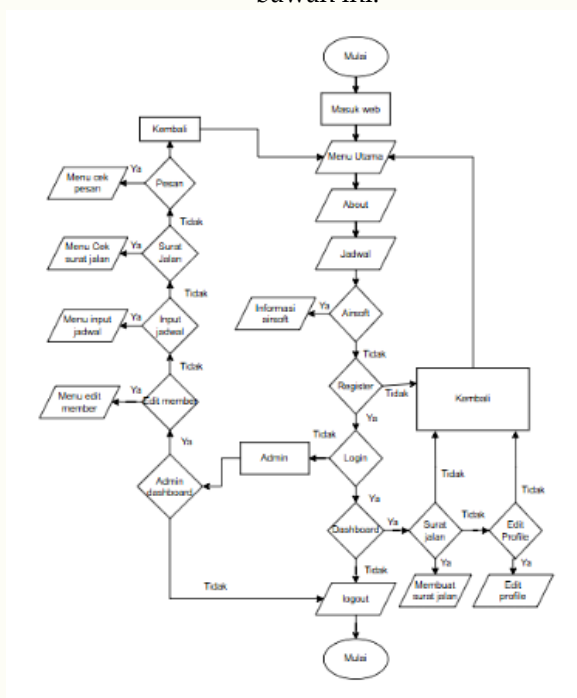 bawah ini.
Mulai
Masuk web
Kembali
Menu Utama
Menu cek
pesan
Ya
Pesan
About
Tidak
Menu Cek
surat jalan
Ya
Surat
Jalan
Jadwal
Tidak
Informasi
airsoft
Ya
Airsoft
Menu input
jadwal
Ya
Input
jadwal
Tidak
Tidak
Register
Tidak
Kembali
Menu edit
member
Ya
Edit member
Ya
Ya
Tidak
Admin
Login
Tidak
Tidak
Admin
dashboard
Ya
Dashboard
Ya
Surat
jalan
Tidak
Edit
Profile
Tidak
Ya
Ya
Tidak
logout
Membuat
surat jalan
Edit
profile
Mulai